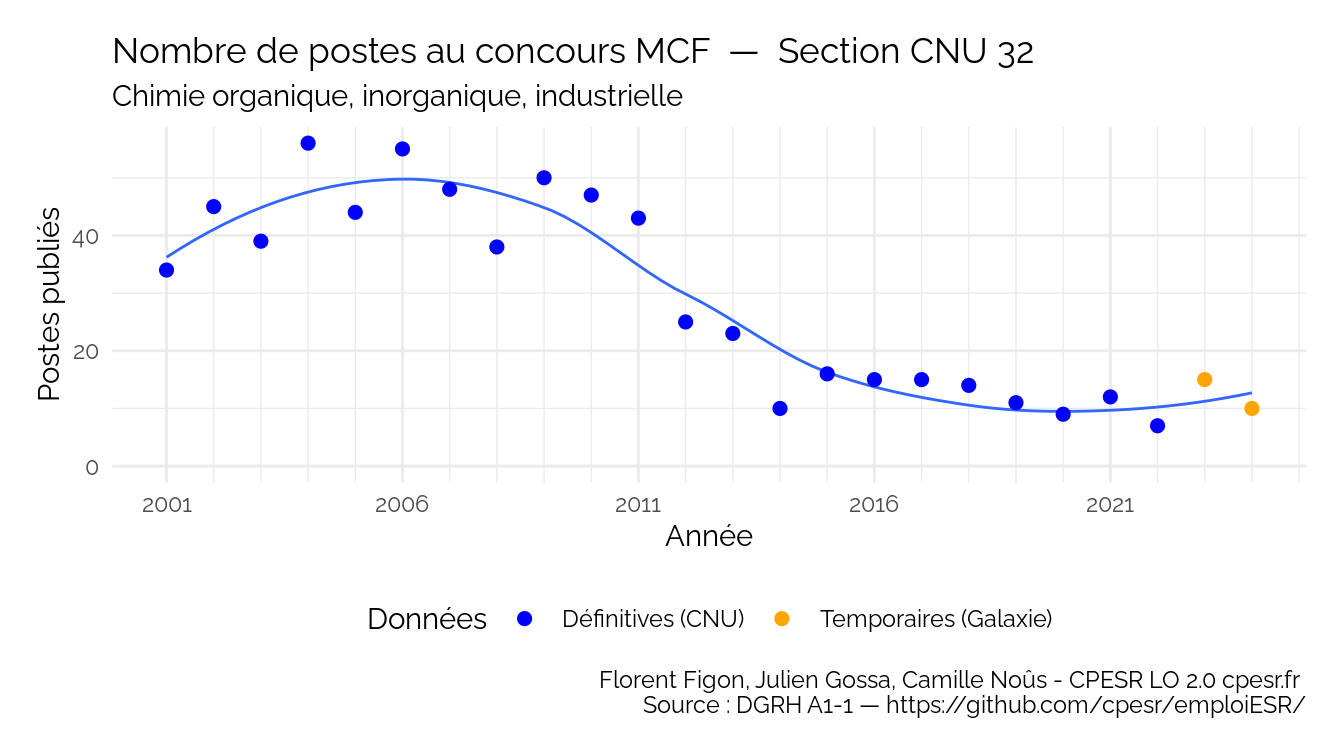 Nombre de postes au concours MCF — Section CNU 32
Chimie organique, inorganique, industrielle
Postes publiés
40
20
0
2001 2006 2011 2016 2021
Année
Données Définitives (CNU) Temporaires (Galaxie)
Florent Figon, Julien Gossa, Camille Noûs - CPESR LO 2.0 cpesr.fr
Source : DGRH A1-1 — https://github.com/cpesr/emploiESR/